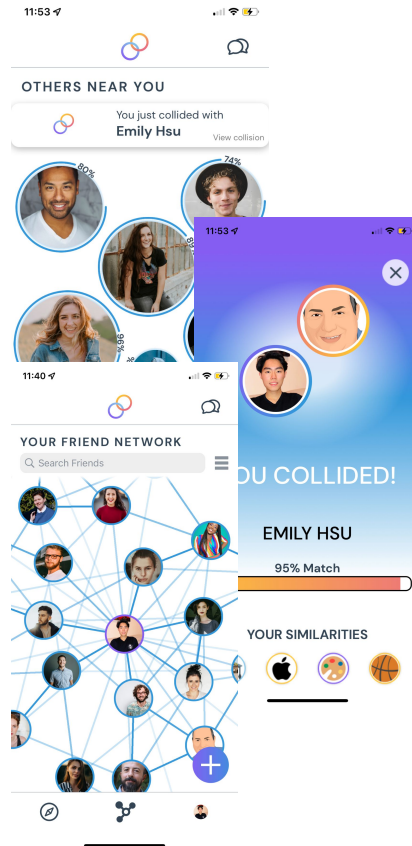 11:53
OTHERS NEAR YOU
You just collided with
Emily Hsu
View collision
80%
74%
96%
11:53
OU COLLIDED!
EMILY HSU
95% Match
YOUR SIMILARITIES
11:40
YOUR FRIEND NETWORK
Search Friends